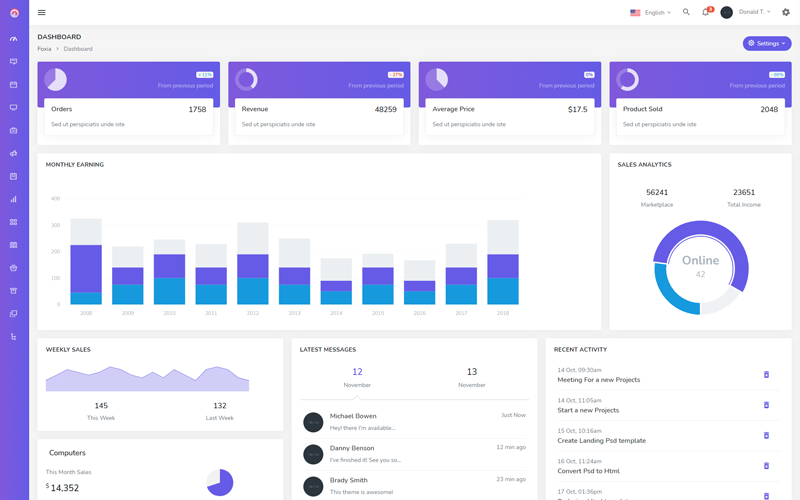 English
3
Donald T.
DASHBOARD
Foxia > Dashboard
Settings
+ 11%
From previous period
Orders 1758
Sed ut perspiciatis unde iste
- 27%
From previous period
Revenue 48259
Sed ut perspiciatis unde iste
0%
From previous period
Average Price $17.5
Sed ut perspiciatis unde iste
From previous period
Product Sold 2048
Sed ut perspiciatis unde iste
MONTHLY EARNING
400
300
200
100
0
2008 2009 2010 2011 2012 2013 2014 2015 2016 2017 2018
SALES ANALYTICS
56241 23651
Marketplace Total Income
Online
42
WEEKLY SALES
145 132
This Week Last Week
Computers
This Month Sales
$ 14,352
LATEST MESSAGES
12 13
November November
Michael Bowen Just Now
Hey! there I'm available...
Danny Benson 12 min ago
I've finished it! See you so...
Brady Smith 23 min ago
This theme is awesome!
RECENT ACTIVITY
14 Oct, 09:30am
Meeting For a new Projects
14 Oct, 11:05am
Start a new Projects
15 Oct, 10:16am
Create Landing Psd template
16 Oct, 11:24am
Convert Psd to Html
17 Oct, 01:36pm